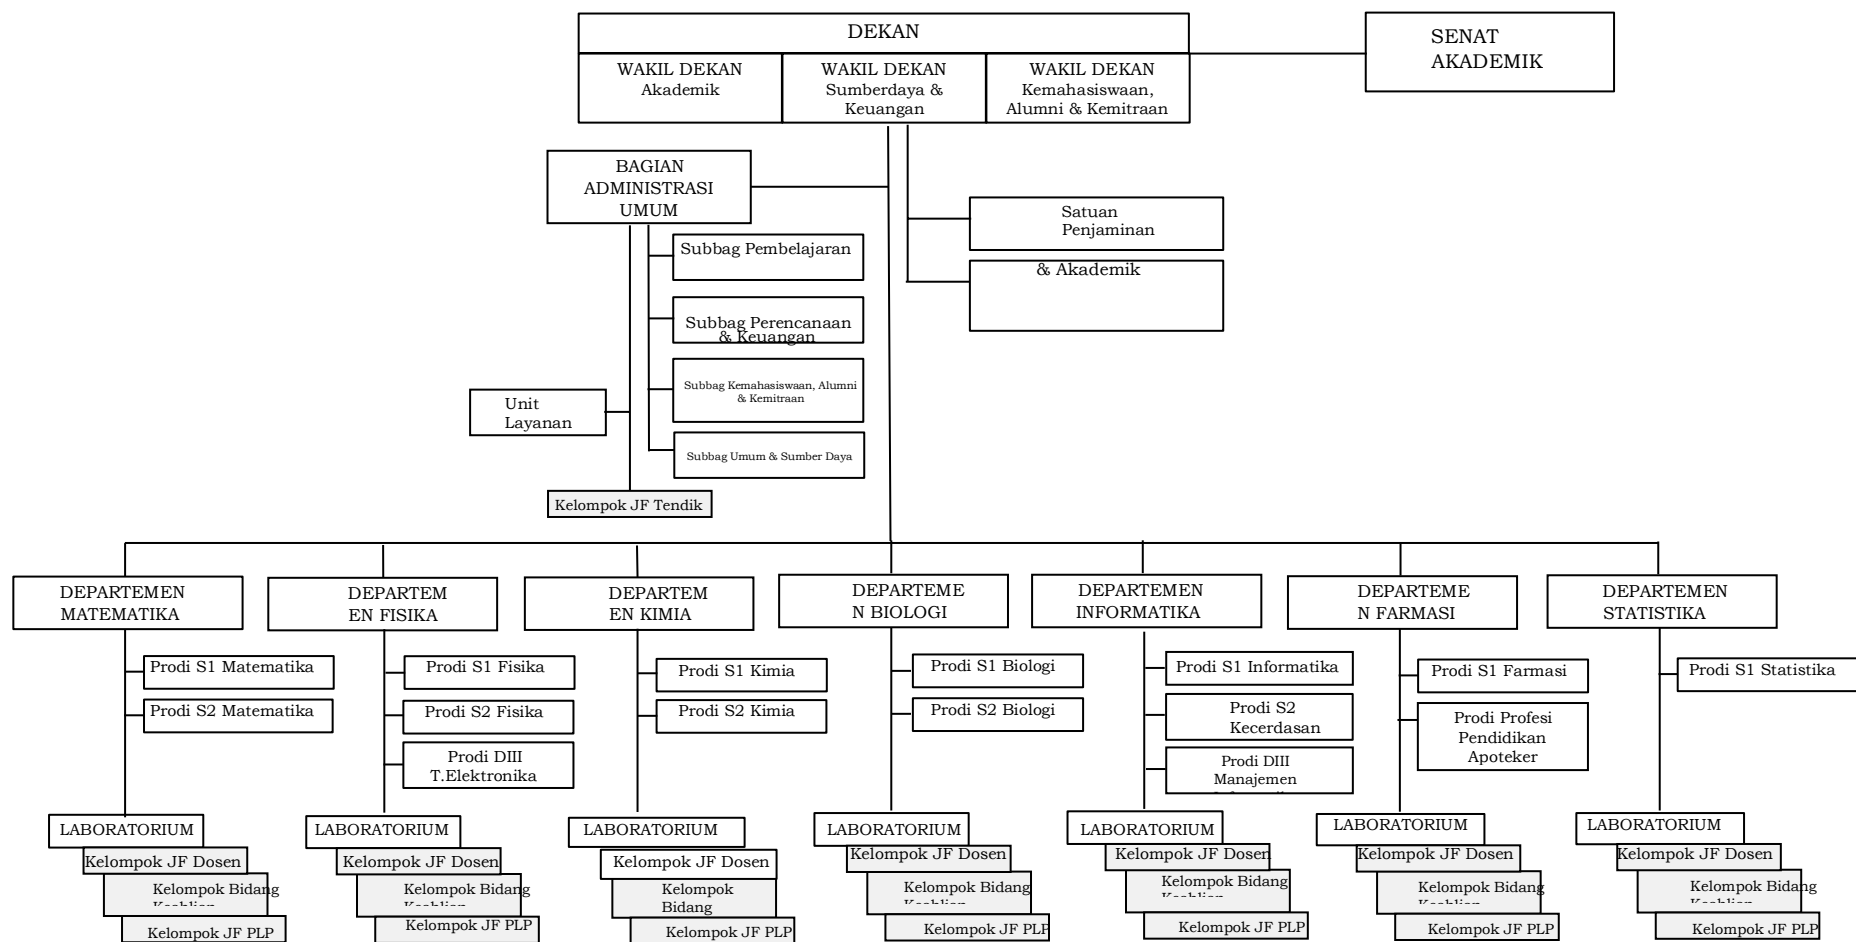 DEKAN
WAKIL DEKAN
Akademik
WAKIL DEKAN
Sumberdaya &
Keuangan
WAKIL DEKAN
Kemahasiswaan,
Alumni & Kemitraan
SENAT
AKADEMIK
BAGIAN
ADMINISTRASI
UMUM
Satuan
Penjaminan
& Akademik
Subbag Pembelajaran
Subbag Perencanaan
& Keuangan
Subbag Kemahasiswaan, Alumni
& Kemitraan
Subbag Umum & Sumber Daya
Unit
Layanan
Kelompok JF Tendik
DEPARTEMEN
MATEMATIKA
DEPARTEM
EN FISIKA
DEPARTEM
EN KIMIA
DEPARTEME
N BIOLOGI
DEPARTEMEN
INFORMATIKA
DEPARTEME
N FARMASI
DEPARTEMEN
STATISTIKA
Prodi S1 Matematika
Prodi S2 Matematika
Prodi S1 Fisika
Prodi S2 Fisika
Prodi DIII
T.Elektronika
Prodi S1 Kimia
Prodi S2 Kimia
Prodi S1 Biologi
Prodi S2 Biologi
Prodi S1 Informatika
Prodi S2
Kecerdasan
Prodi DIII
Manajemen
Prodi S1 Farmasi
Prodi Profesi
Pendidikan
Apoteker
Prodi S1 Statistika
LABORATORIUM
Kelompok JF Dosen
Kelompok Bidang
Kelompok JF PLP
LABORATORIUM
Kelompok JF Dosen
Kelompok Bidang
Kelompok JF PLP
LABORATORIUM
Kelompok JF Dosen
Kelompok
Bidang
Kelompok JF PLP
LABORATORIUM
Kelompok JF Dosen
Kelompok Bidang
Kelompok JF PLP
LABORATORIUM
Kelompok JF Dosen
Kelompok Bidang
Kelompok JF PLP
LABORATORIUM
Kelompok JF Dosen
Kelompok Bidang
Kelompok JF PLP
LABORATORIUM
Kelompok JF Dosen
Kelompok Bidang
Kelompok JF PLP